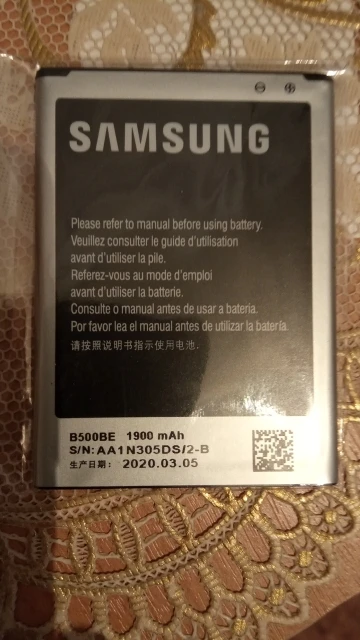 SAMSUNG
Please refer to manual before using battery.
Veuillez consulter le guide d'utilisation
avant d'utiliser la pile.
Referez-vous au mode d'emploi
avant d'utiliser la batterie.
Consulte o manual antes de usar a bateria.
Por favor lea el manual antes de utilizar la batería.
请按照说明书指示使用电池.
B500BE 1900 mAh
S/N: AA1N305DS/2-B
生产日期: 2020.03.05